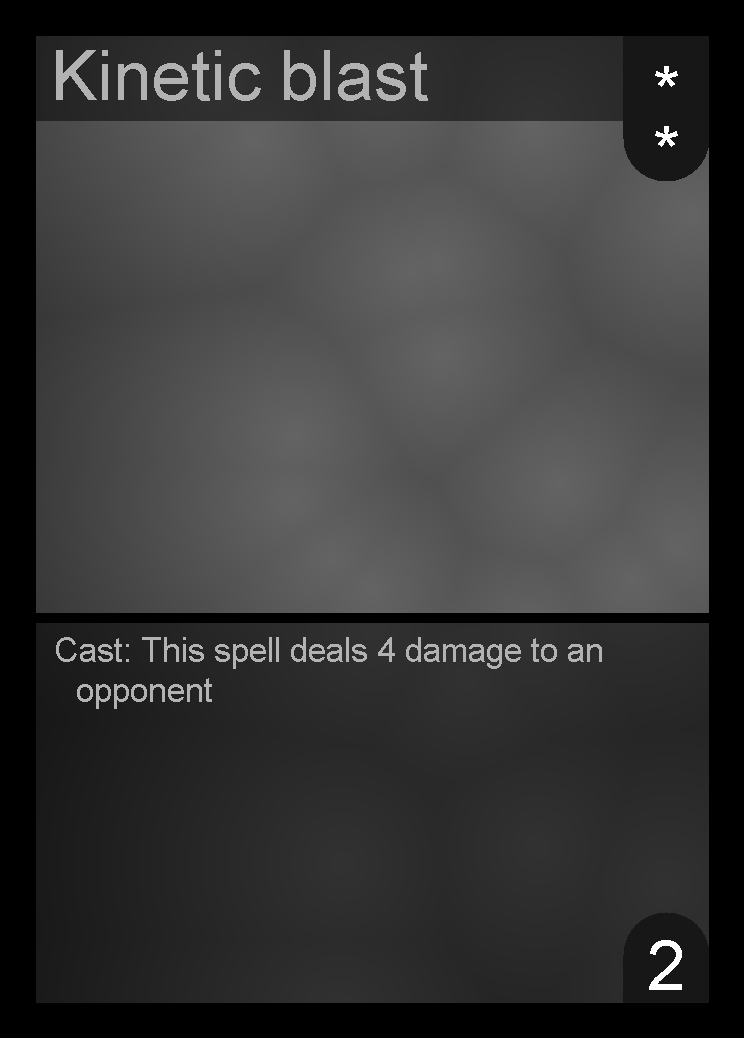 Kinetic blast
*
*
Cast: This spell deals 4 damage to an
opponent
2